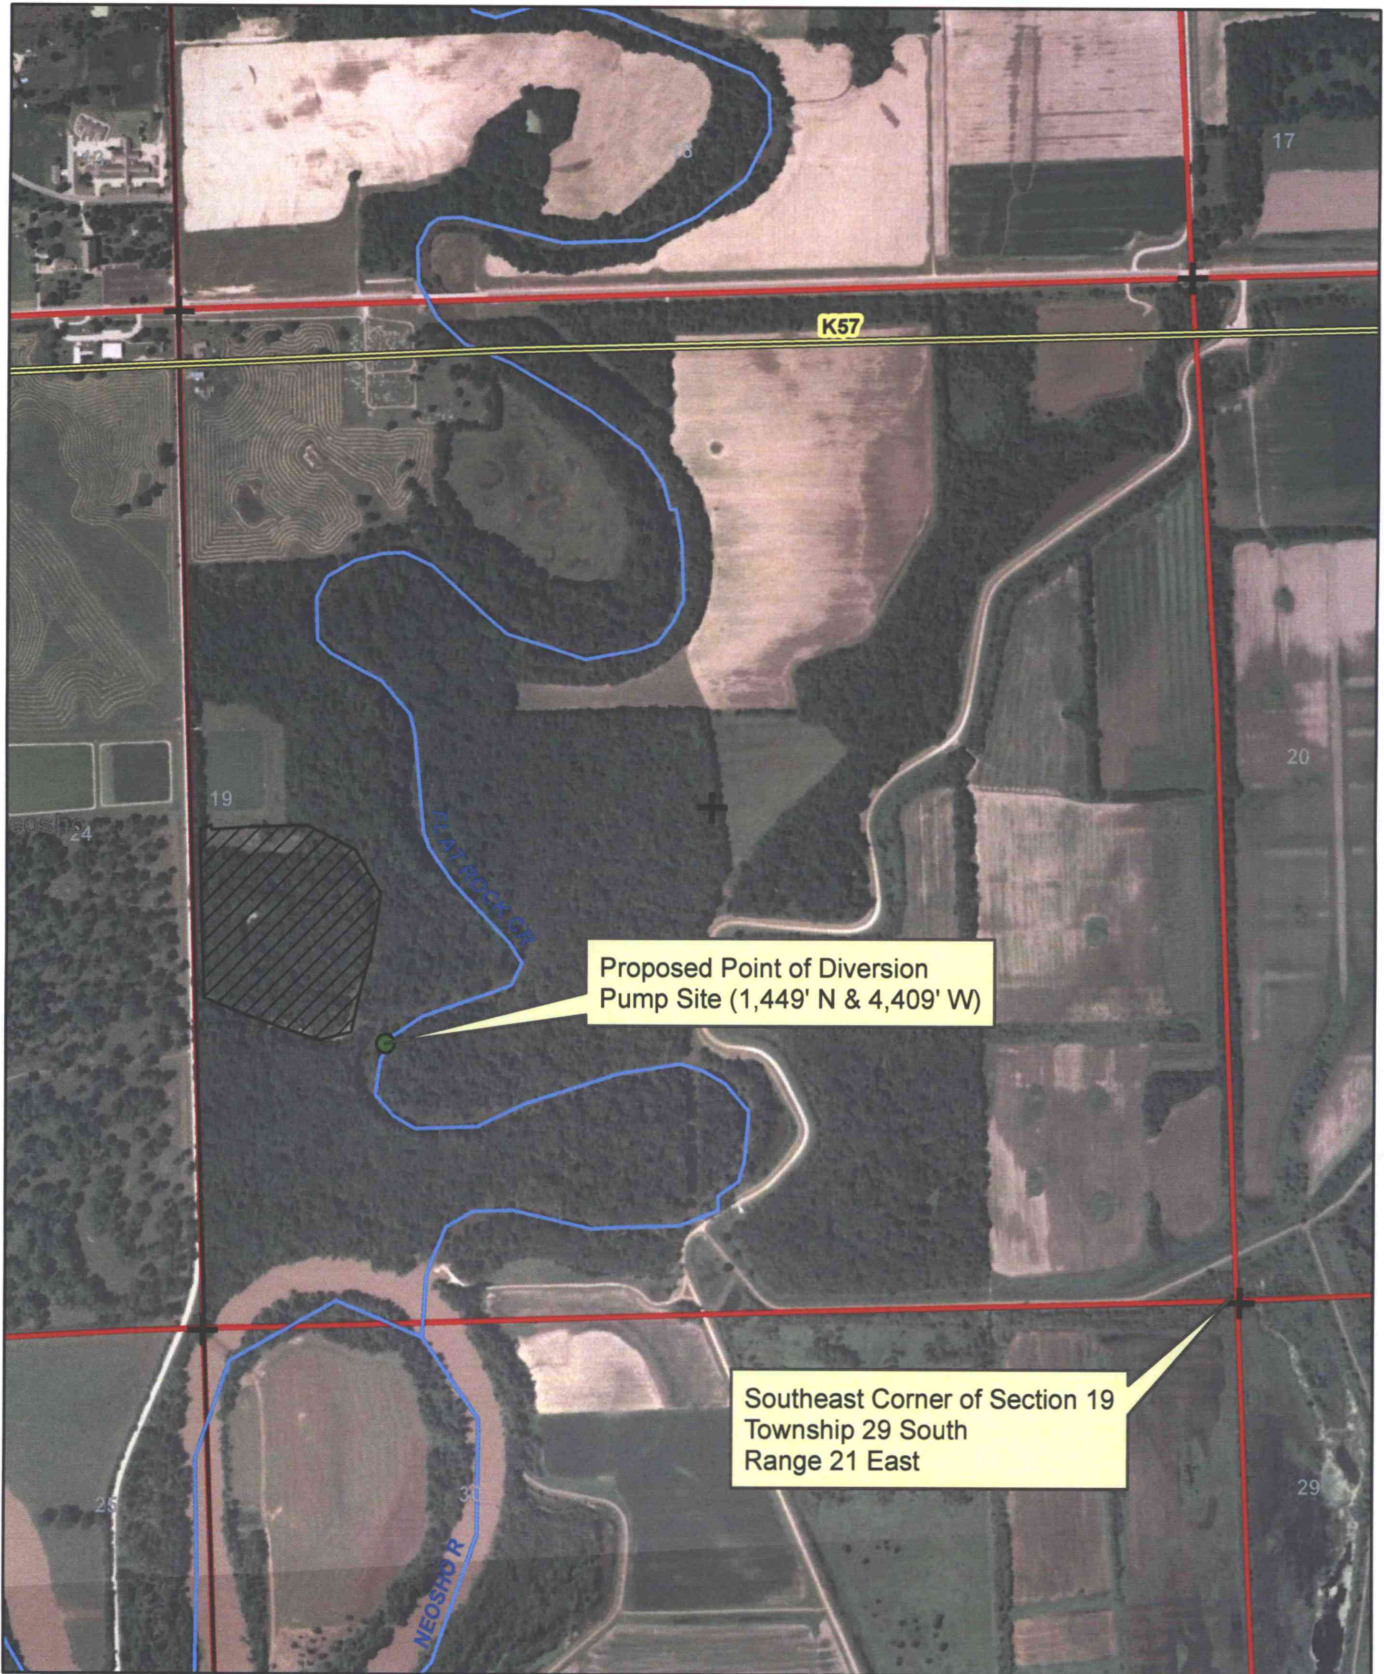 17
18
K57
20
19
24
FLAT ROCK CR
Proposed Point of Diversion
Pump Site (1,449' N & 4,409' W)
Southeast Corner of Section 19
Township 29 South
Range 21 East
25
29
NEOSHO R